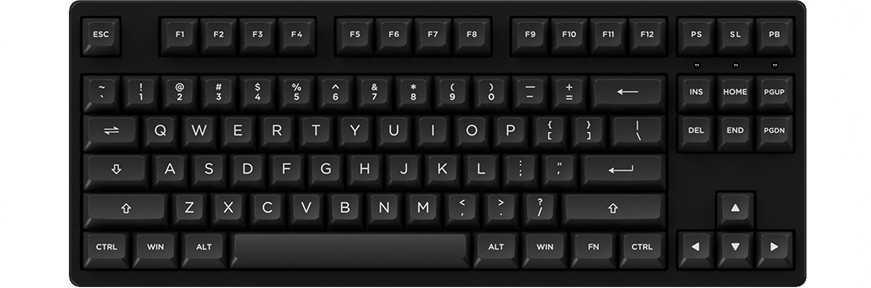 ESC F1 F2 F3 F4 F5 F6 F7 F8 F9 F10 F11 F12 PS SL PB
~ ! @ # $ % ^ & * ( ) — +
` 1 2 3 4 5 6 7 8 9 0 - = ← INS HOME PGUP
⇌ Q W E R T Y U I O P { } | DEL END PGDN
[ ] \
A S D F G H J K L : "
; '
⇧ Z X C V B N M < > ? ⇧ ▲
, . /
CTRL WIN ALT ALT WIN FN CTRL ◀ ▼ ▶